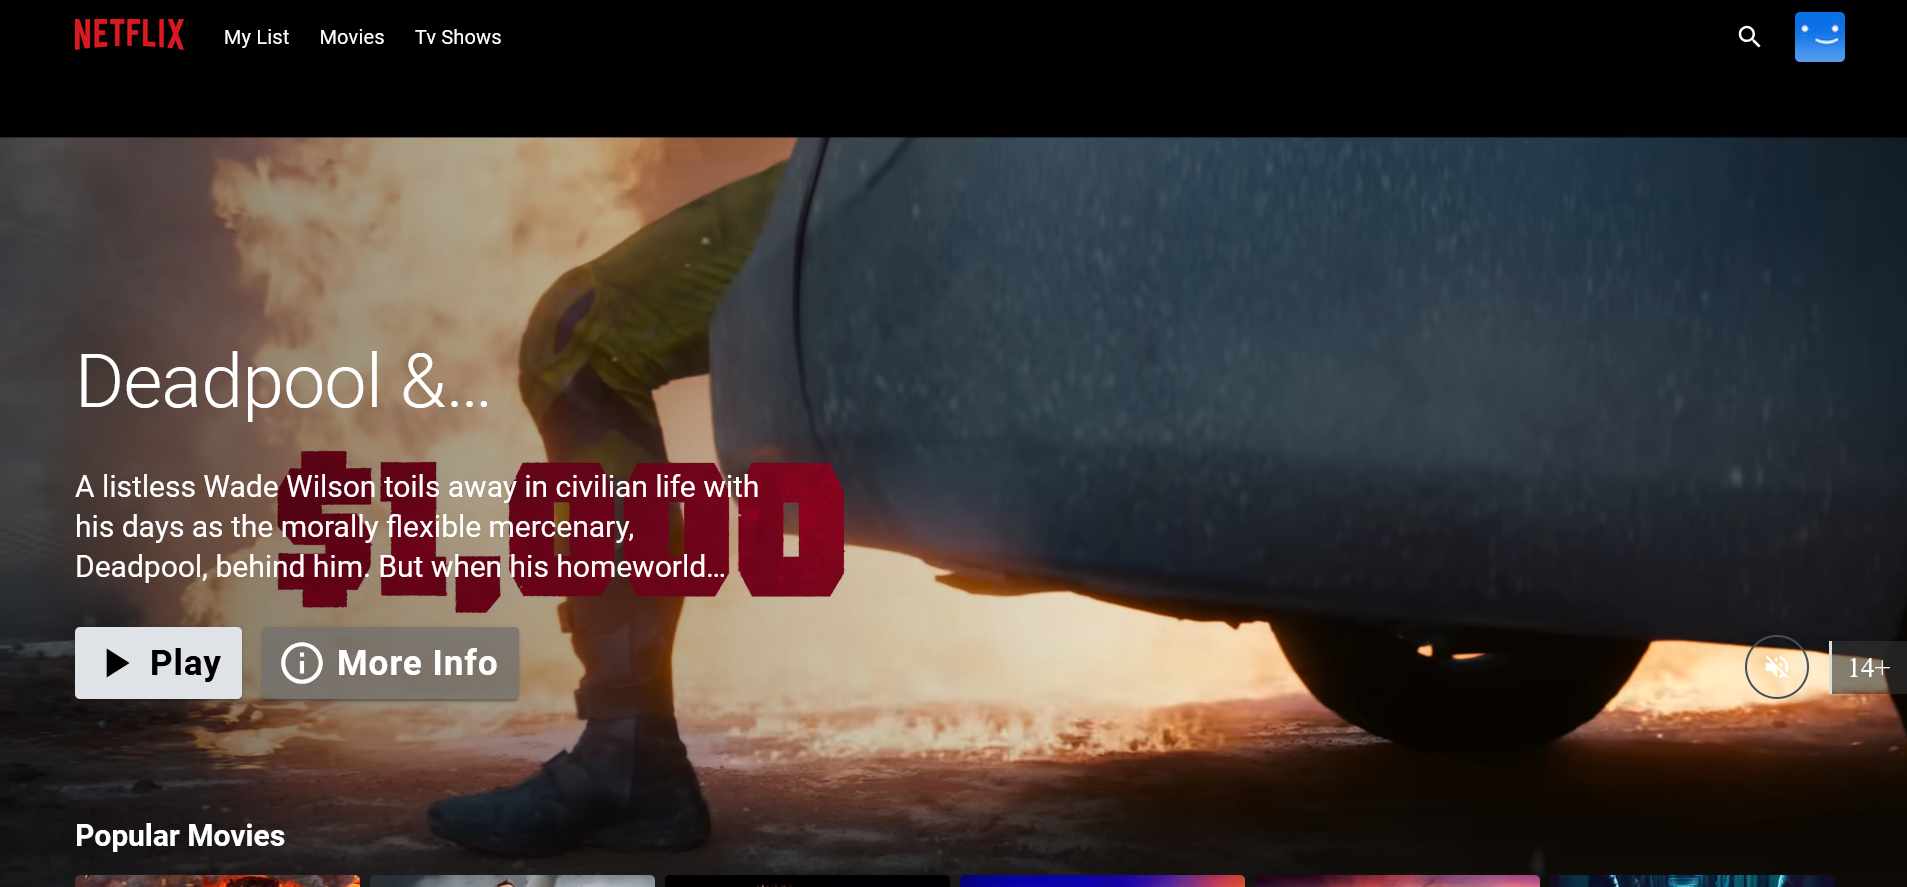 NETFLIX
My List
Movies
Tv Shows
Deadpool &...
$1,000
A listless Wade Wilson toils away in civilian life with
his days as the morally flexible mercenary,
Deadpool, behind him. But when his homeworld...
Play
More Info
14+
Popular Movies